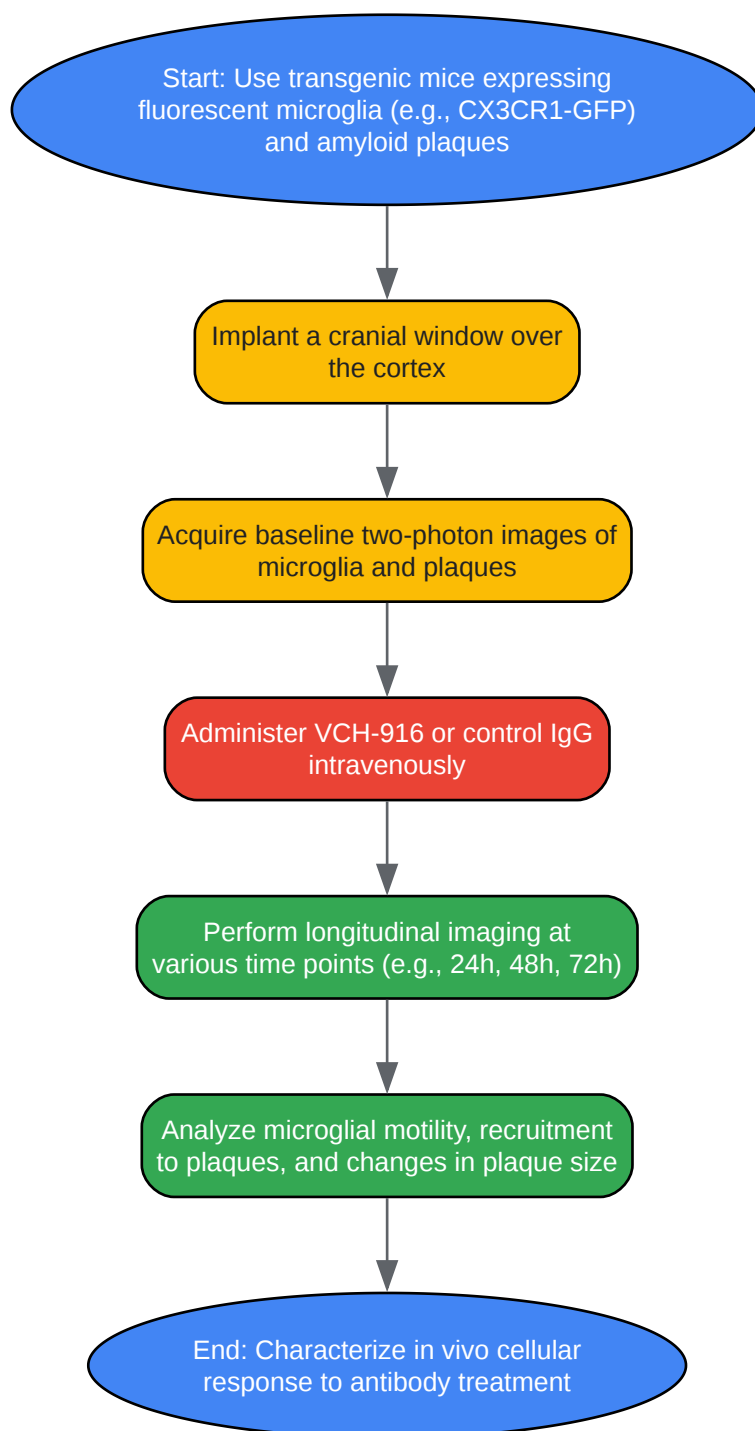 Start: Use transgenic mice expressing
fluorescent microglia (e.g., CX3CR1-GFP)
and amyloid plaques
Implant a cranial window over
the cortex
Acquire baseline two-photon images of
microglia and plaques
Administer VCH-916 or control IgG
intravenously
Perform longitudinal imaging at
various time points (e.g., 24h, 48h, 72h)
Analyze microglial motility, recruitment
to plaques, and changes in plaque size
End: Characterize in vivo cellular
response to antibody treatment